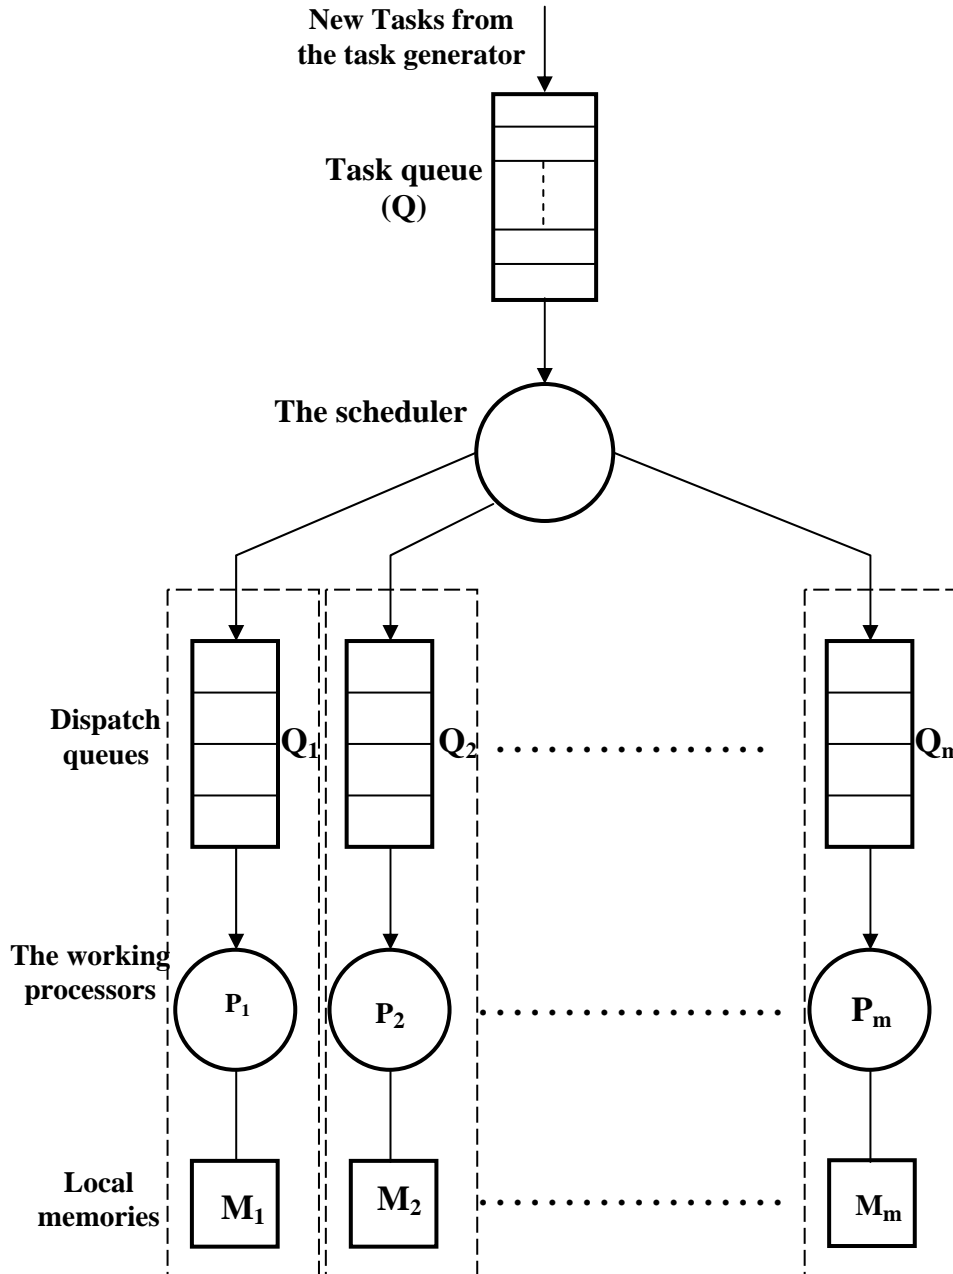 New Tasks from
the task generator
Task queue
(Q)
The scheduler
Dispatch
queues
Q1
Q2
Qm
The working
processors
P1
P2
Pm
Local
memories
M1
M2
Mm